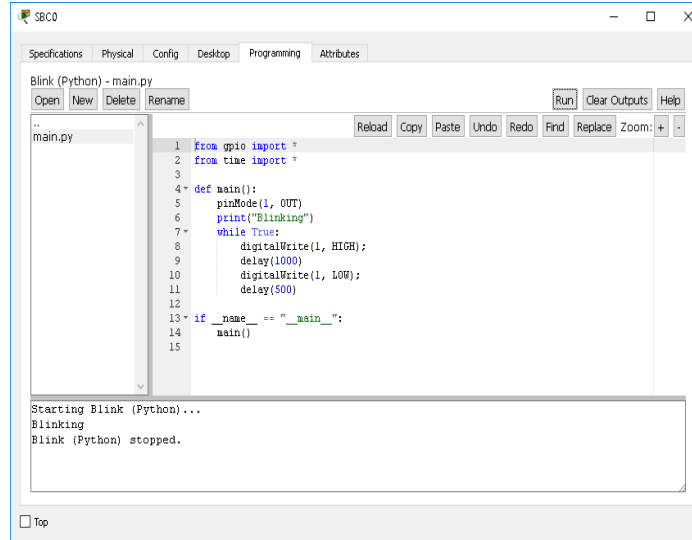 SBC0
Specifications Physical Config Desktop Programming Attributes
Blink (Python) - main.py
Open New Delete Rename Run Clear Outputs Help
Reload Copy Paste Undo Redo Find Replace Zoom: + -
..
main.py
1 from gpio import *
2 from time import *
3
4 def main():
5     pinMode(1, OUT)
6     print("Blinking")
7     while True:
8         digitalWrite(1, HIGH);
9         delay(1000)
10         digitalWrite(1, LOW);
11         delay(500)
12
13 if __name__ == "__main__":
14     main()
15
Starting Blink (Python)...
Blinking
Blink (Python) stopped.
Top